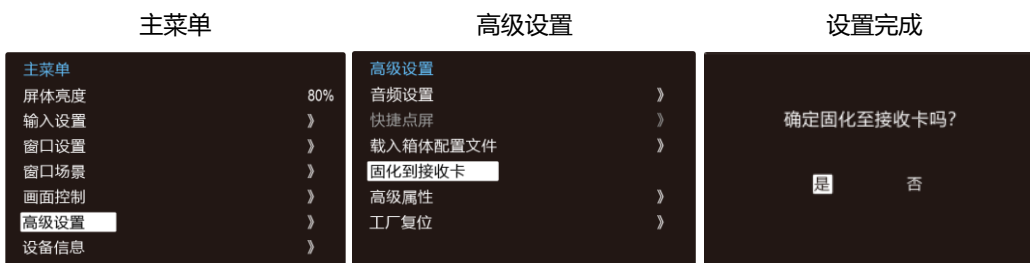 主菜单
高级设置
设置完成
主菜单
屏体亮度 80%
输入设置 》
窗口设置 》
窗口场景 》
画面控制 》
高级设置 》
设备信息 》
高级设置
音频设置 》
快捷点屏 》
载入箱体配置文件 》
固化到接收卡
高级属性 》
工厂复位 》
确定固化至接收卡吗?
是 否